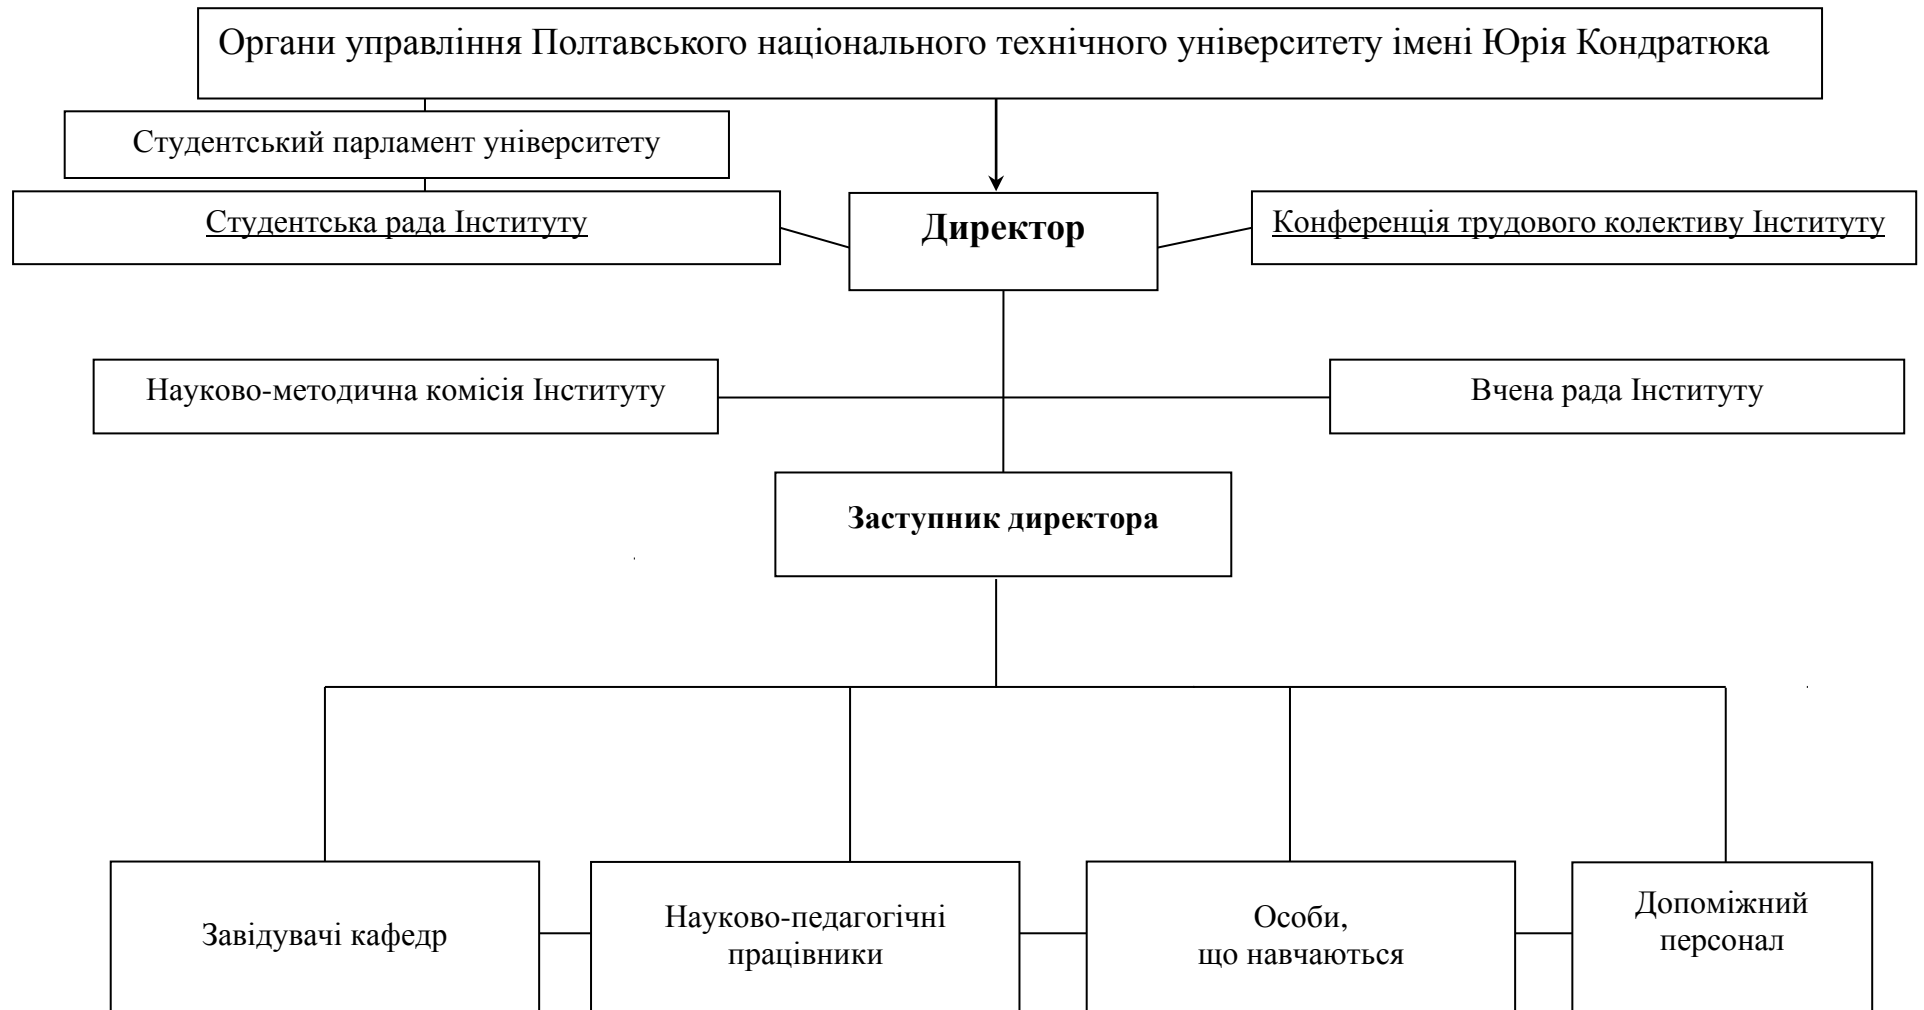 Органи управління Полтавського національного технічного університету імені Юрія Кондратюка
Студентський парламент університету
Студентська рада Інституту
Директор
Конференція трудового колективу Інституту
Науково-методична комісія Інституту
Вчена рада Інституту
Заступник директора
Завідувачі кафедр
Науково-педагогічні
працівники
Особи,
що навчаються
Допоміжний
персонал